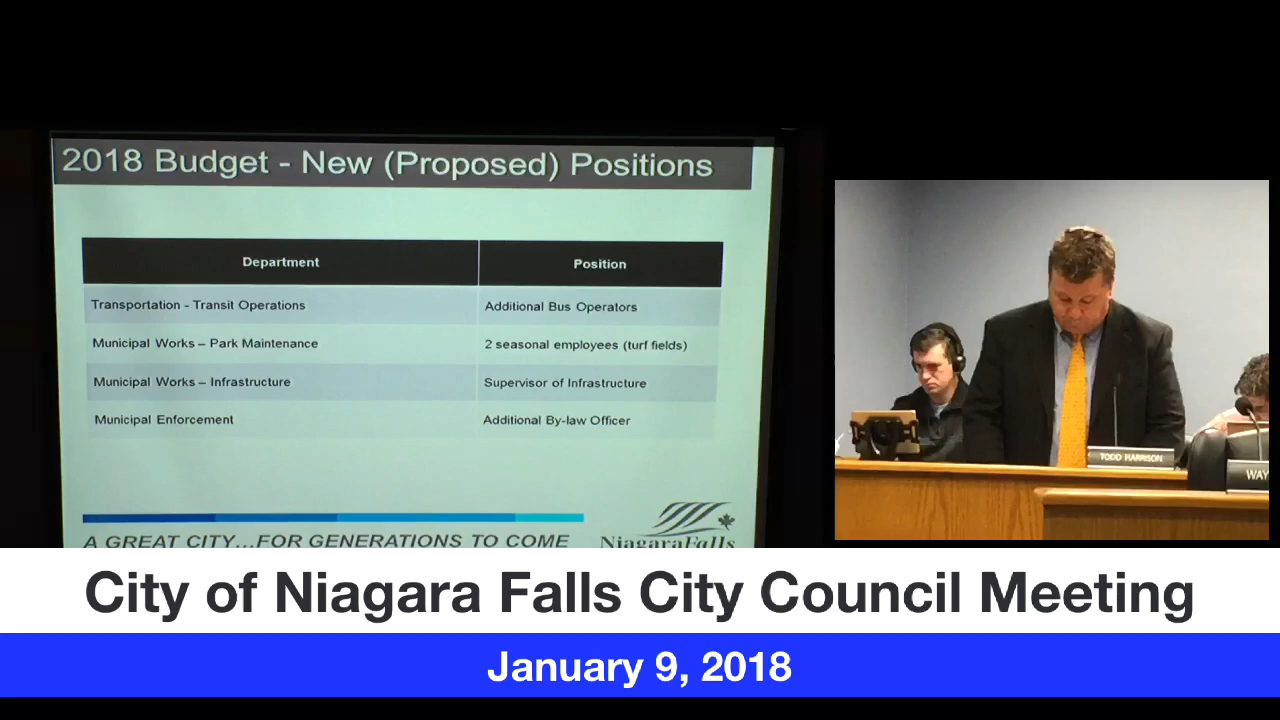 2018 Budget - New (Proposed) Positions
Department Position
Transportation - Transit Operations Additional Bus Operators
Municipal Works – Park Maintenance 2 seasonal employees (turf fields)
Municipal Works – Infrastructure Supervisor of Infrastructure
Municipal Enforcement Additional By-law Officer
A GREAT CITY...FOR GENERATIONS TO COME
NiagaraFalls
TODD HARRISON
WAY
City of Niagara Falls City Council Meeting
January 9, 2018